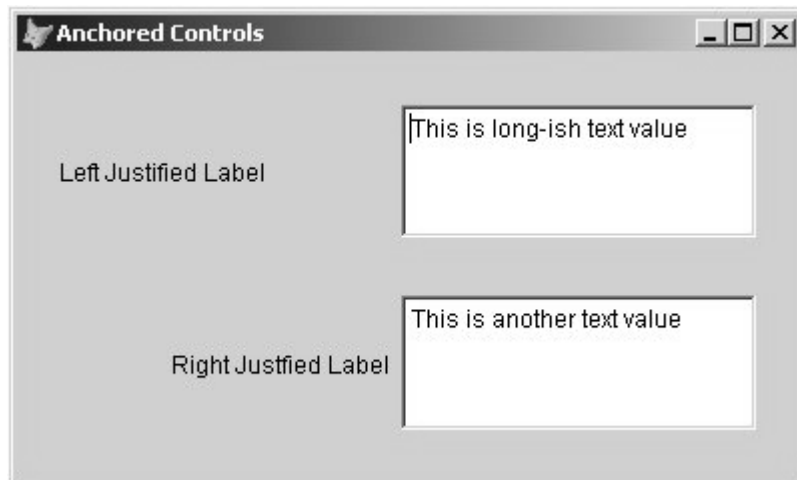 Anchored Controls
This is long-ish text value
Left Justified Label
This is another text value
Right Justfied Label